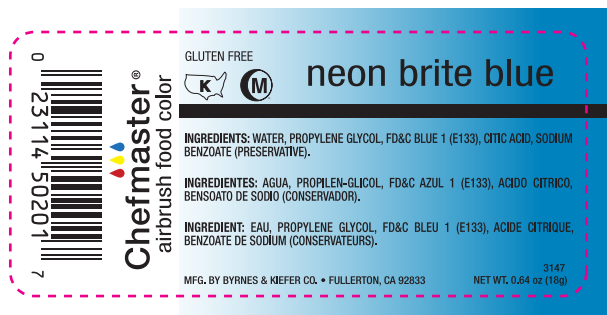 0 23114 50201 7
Chefmaster®
airbrush food color
GLUTEN FREE
K
M
neon brite blue
INGREDIENTS: WATER, PROPYLENE GLYCOL, FD&C BLUE 1 (E133), CITIC ACID, SODIUM
BENZOATE (PRESERVATIVE).
INGREDIENTES: AGUA, PROPILEN-GLICOL, FD&C AZUL 1 (E133), ACIDO CITRICO,
BENSOATO DE SODIO (CONSERVADOR).
INGREDIENT: EAU, PROPYLENE GLYCOL, FD&C BLEU 1 (E133), ACIDE CITRIQUE,
BENZOATE DE SODIUM (CONSERVATEURS).
3147
MFG. BY BYRNES & KIEFER CO. • FULLERTON, CA 92833 NET WT. 0.64 oz (18g)